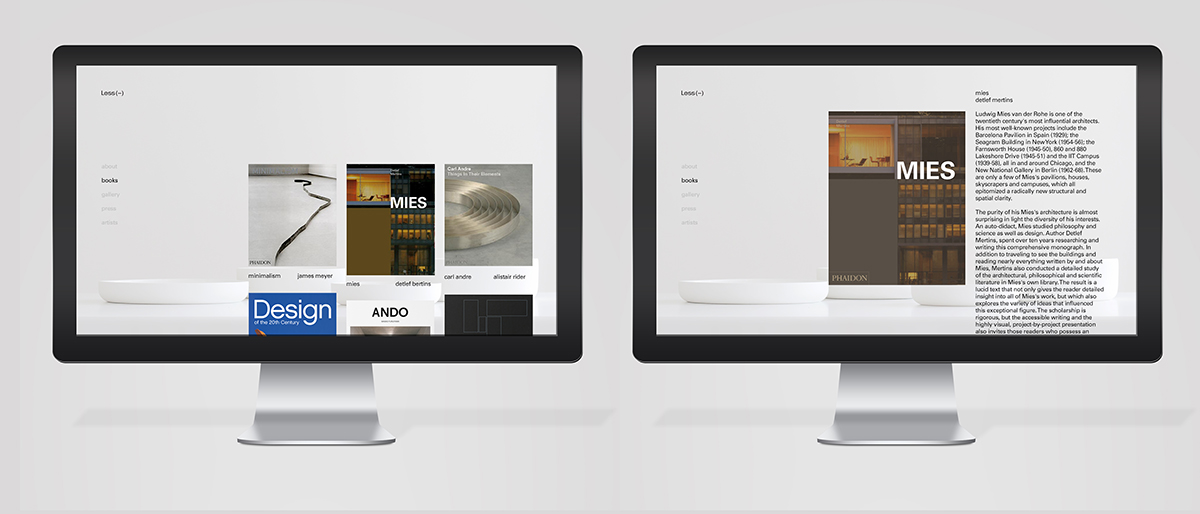 Less(–)
about
books
gallery
press
artists
MINIMALISM
PHAIDON
minimalism james meyer
MIES
mies detlef bertins
Carl Andre
Things In Their Elements
carl andre alistair rider
Design
of the 20th Century
ANDO
Less(–)
about
books
gallery
press
artists
MIES
PHAIDON
mies
detlef mertins
Ludwig Mies van der Rohe is one of the
twentieth century's most influential architects.
His most well-known projects include the
Barcelona Pavilion in Spain (1929); the
Seagram Building in New York (1954-56); the
Farnsworth House (1945-50), 860 and 880
Lakeshore Drive (1945-51) and the IIT Campus
(1939-58), all in and around Chicago, and the
New National Gallery in Berlin (1962-68). These
are only a few of Mies's pavilions, houses,
skyscrapers and campuses, which all
epitomized a radically new structural and
spatial clarity.
The purity of his Mies's architecture is almost
surprising in light the diversity of his interests.
An auto-didact, Mies studied philosophy and
science as well as design. Author Detlef
Mertins, spent over ten years researching and
writing this comprehensive monograph. In
addition to traveling to see the buildings and
reading nearly everything written by and about
Mies, Mertins also conducted a detailed study
of the architectural, philosophical and scientific
literature in Mies's own library. The result is a
lucid text that not only gives the reader detailed
insight into all of Mies's work, but which also
explores the variety of ideas that influenced
this exceptional figure. The scholarship is
rigorous, but the accessible writing and the
highly visual, project-by-project presentation
also invites those readers who possess an